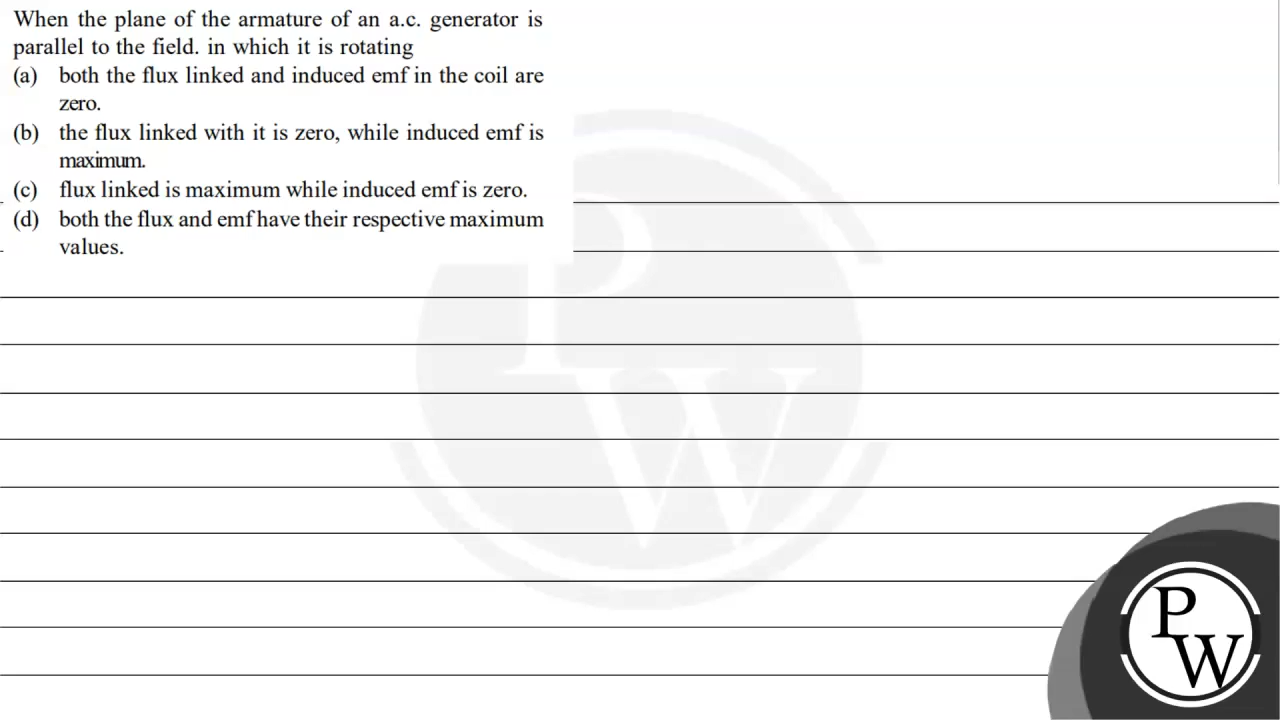 When the plane of the armature of an a.c. generator is
parallel to the field. in which it is rotating
(a) both the flux linked and induced emf in the coil are
zero.
(b) the flux linked with it is zero, while induced emf is
maximum.
(c) flux linked is maximum while induced emf is zero.
(d) both the flux and emf have their respective maximum
values.
PW
PW